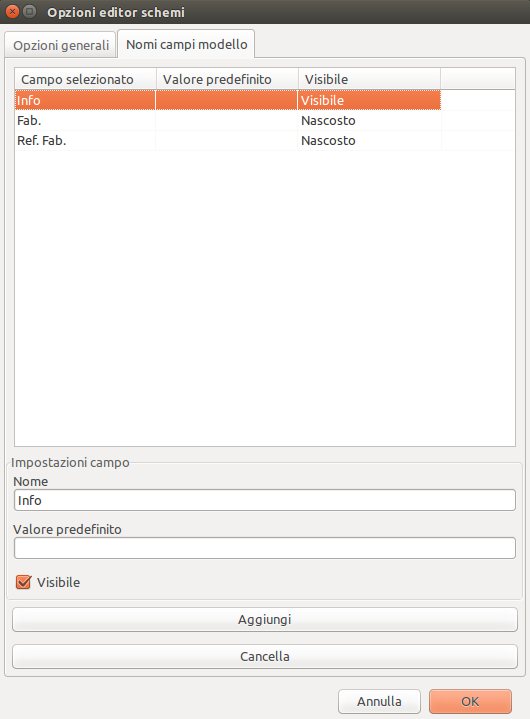 Opzioni editor schemi
Opzioni generali Nomi campi modello
Campo selezionato Valore predefinito Visibile
Info Visibile
Fab. Nascosto
Ref. Fab. Nascosto
Impostazioni campo
Nome
Info
Valore predefinito
Visibile
Aggiungi
Cancella
Annulla OK